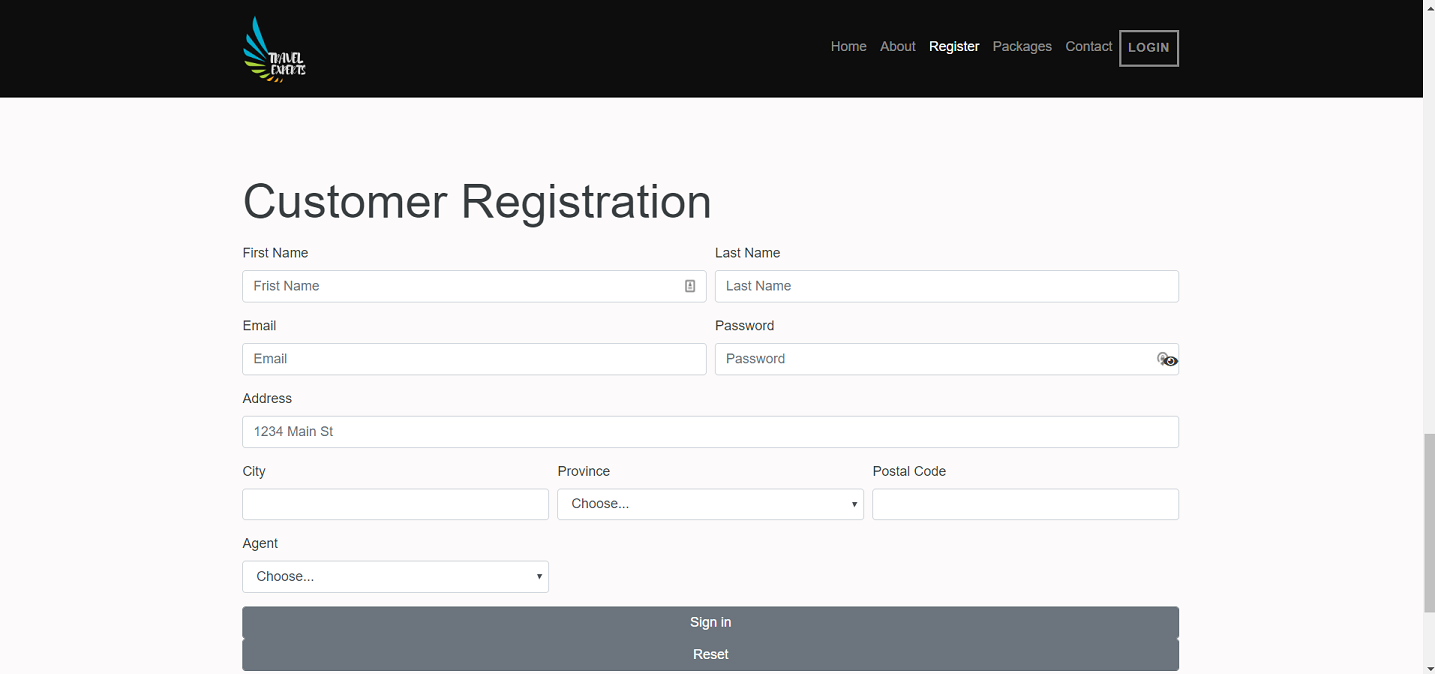 TRAVEL
EXPERTS
Home About Register Packages Contact LOGIN
Customer Registration
First Name Last Name
Frist Name Last Name
Email Password
Email Password
Address
1234 Main St
City Province Postal Code
Choose...
Agent
Choose...
Sign in
Reset